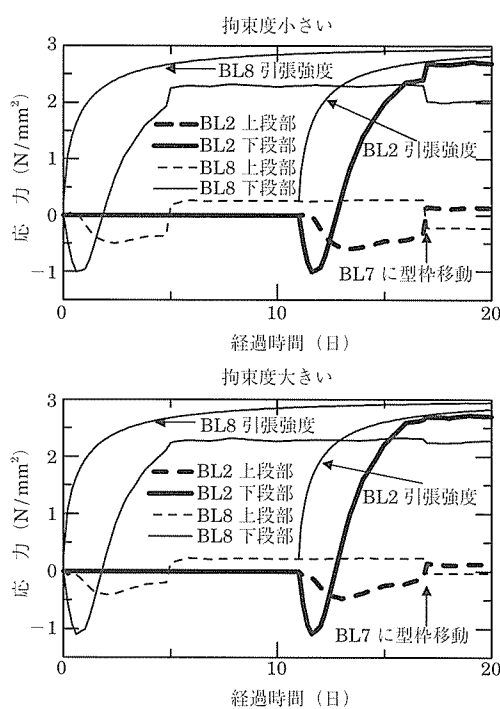 拘束度小さい
3
2
1
0
－1
応 力 (N/mm²)
BL8 引張強度
BL2 上段部
BL2 下段部
BL8 上段部
BL8 下段部
BL2 引張強度
BL7 に型枠移動
0
10
20
経過時間（日）
拘束度大きい
3
2
1
0
－1
応 力 (N/mm²)
BL8 引張強度
BL2 上段部
BL2 下段部
BL8 上段部
BL8 下段部
BL2 引張強度
BL7 に型枠移動
0
10
20
経過時間（日）